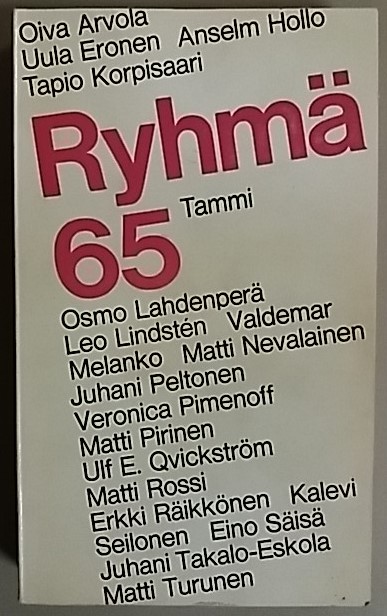 Oiva Arvola
Uula Eronen Anselm Hollo
Tapio Korpisaari
Ryhmä
65 Tammi
Osmo Lahdenperä
Leo Lindstén Valdemar
Melanko Matti Nevalainen
Juhani Peltonen
Veronica Pimenoff
Matti Pirinen
Ulf E. Qvickström
Matti Rossi
Erkki Räikkönen Kalevi
Seilonen Eino Säisä
Juhani Takalo-Eskola
Matti Turunen